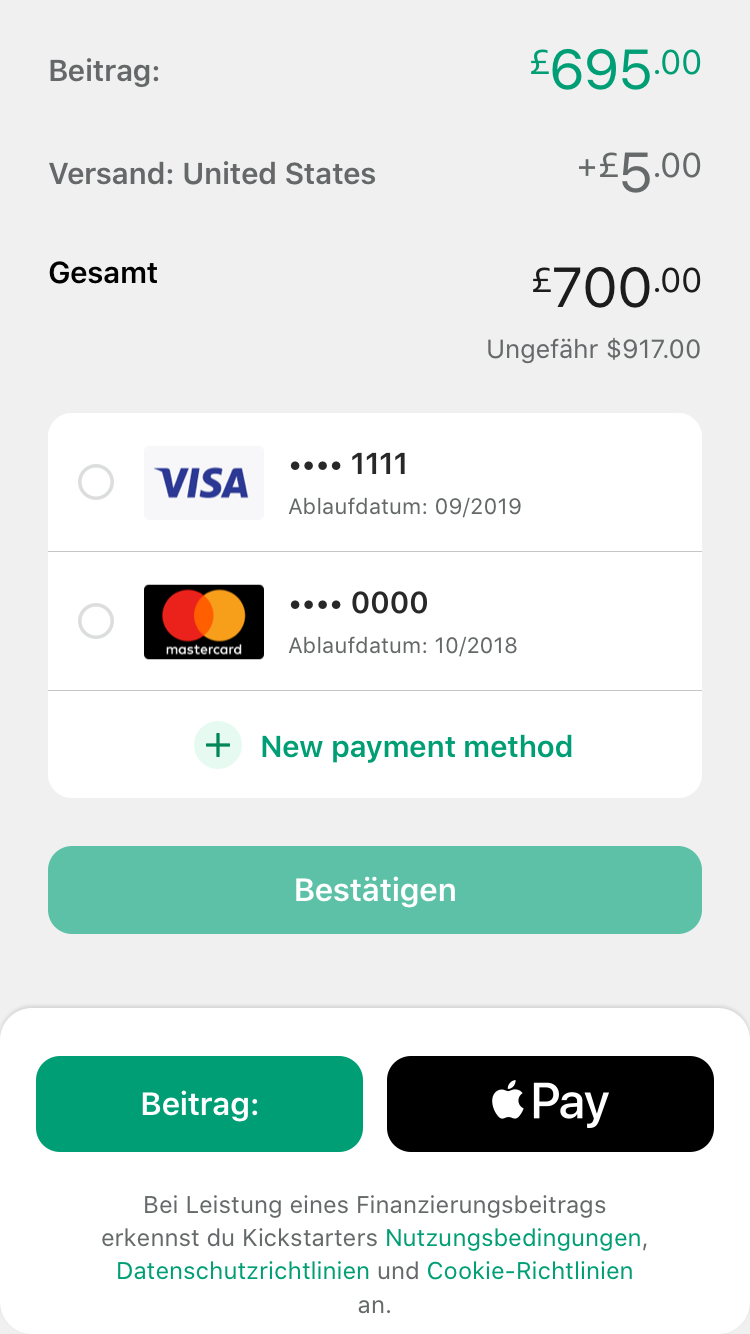 Beitrag: £695.00
Versand: United States +£5.00
Gesamt £700.00
Ungefähr $917.00
VISA •••• 1111
Ablaufdatum: 09/2019
•••• 0000
mastercard Ablaufdatum: 10/2018
+ New payment method
Bestätigen
Beitrag: Pay
Bei Leistung eines Finanzierungsbeitrags
erkennst du Kickstarters Nutzungsbedingungen,
Datenschutzrichtlinien und Cookie-Richtlinien
an.